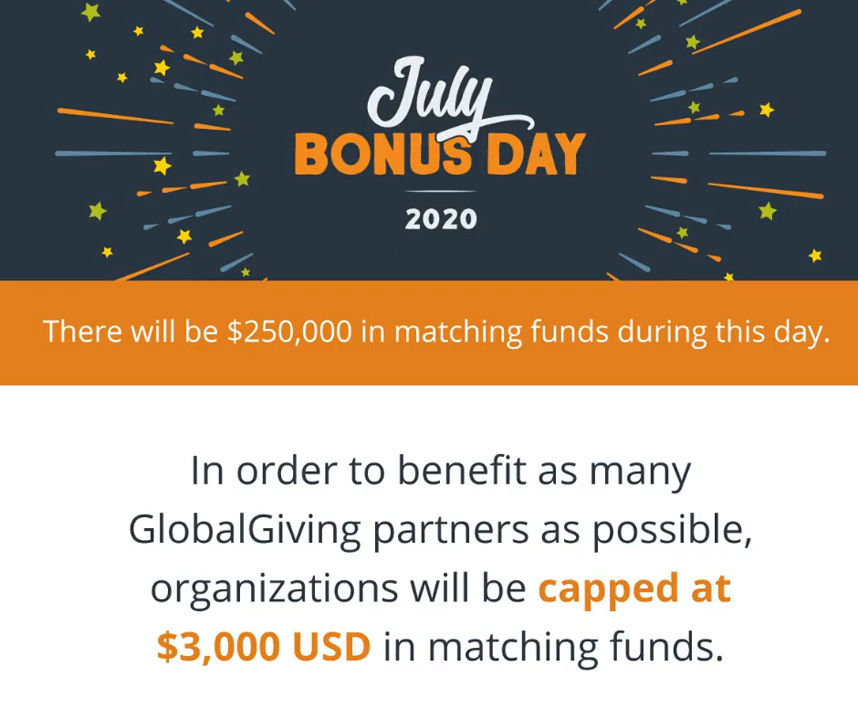 July
BONUS DAY
2020
There will be $250,000 in matching funds during this day.
In order to benefit as many
GlobalGiving partners as possible,
organizations will be capped at
$3,000 USD in matching funds.